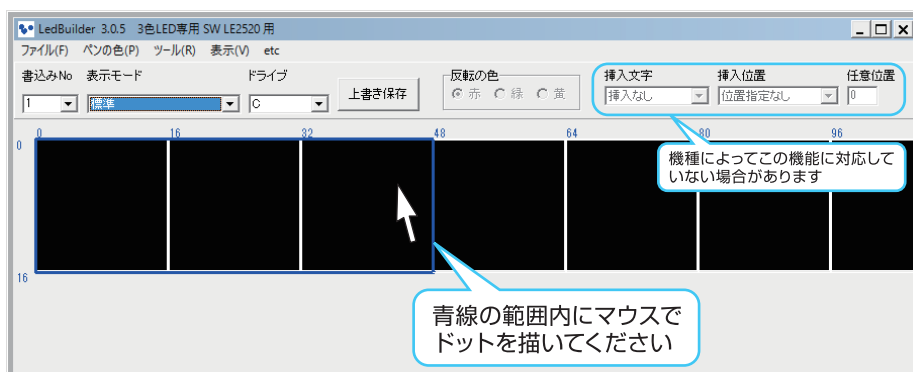 LedBuilder 3.0.5 3色LED専用 SW LE2520 用
ファイル(F) ペンの色(P) ツール(R) 表示(V) etc
書込みNo 表示モード ドライブ 反転の色 挿入文字 挿入位置 任意位置
1 標準 C 上書き保存 赤 緑 黄 挿入なし 位置指定なし 0
0 16 32 48 64 80 96
0
機種によってこの機能に対応して
いない場合があります
16
青線の範囲内にマウスで
ドットを描いてください